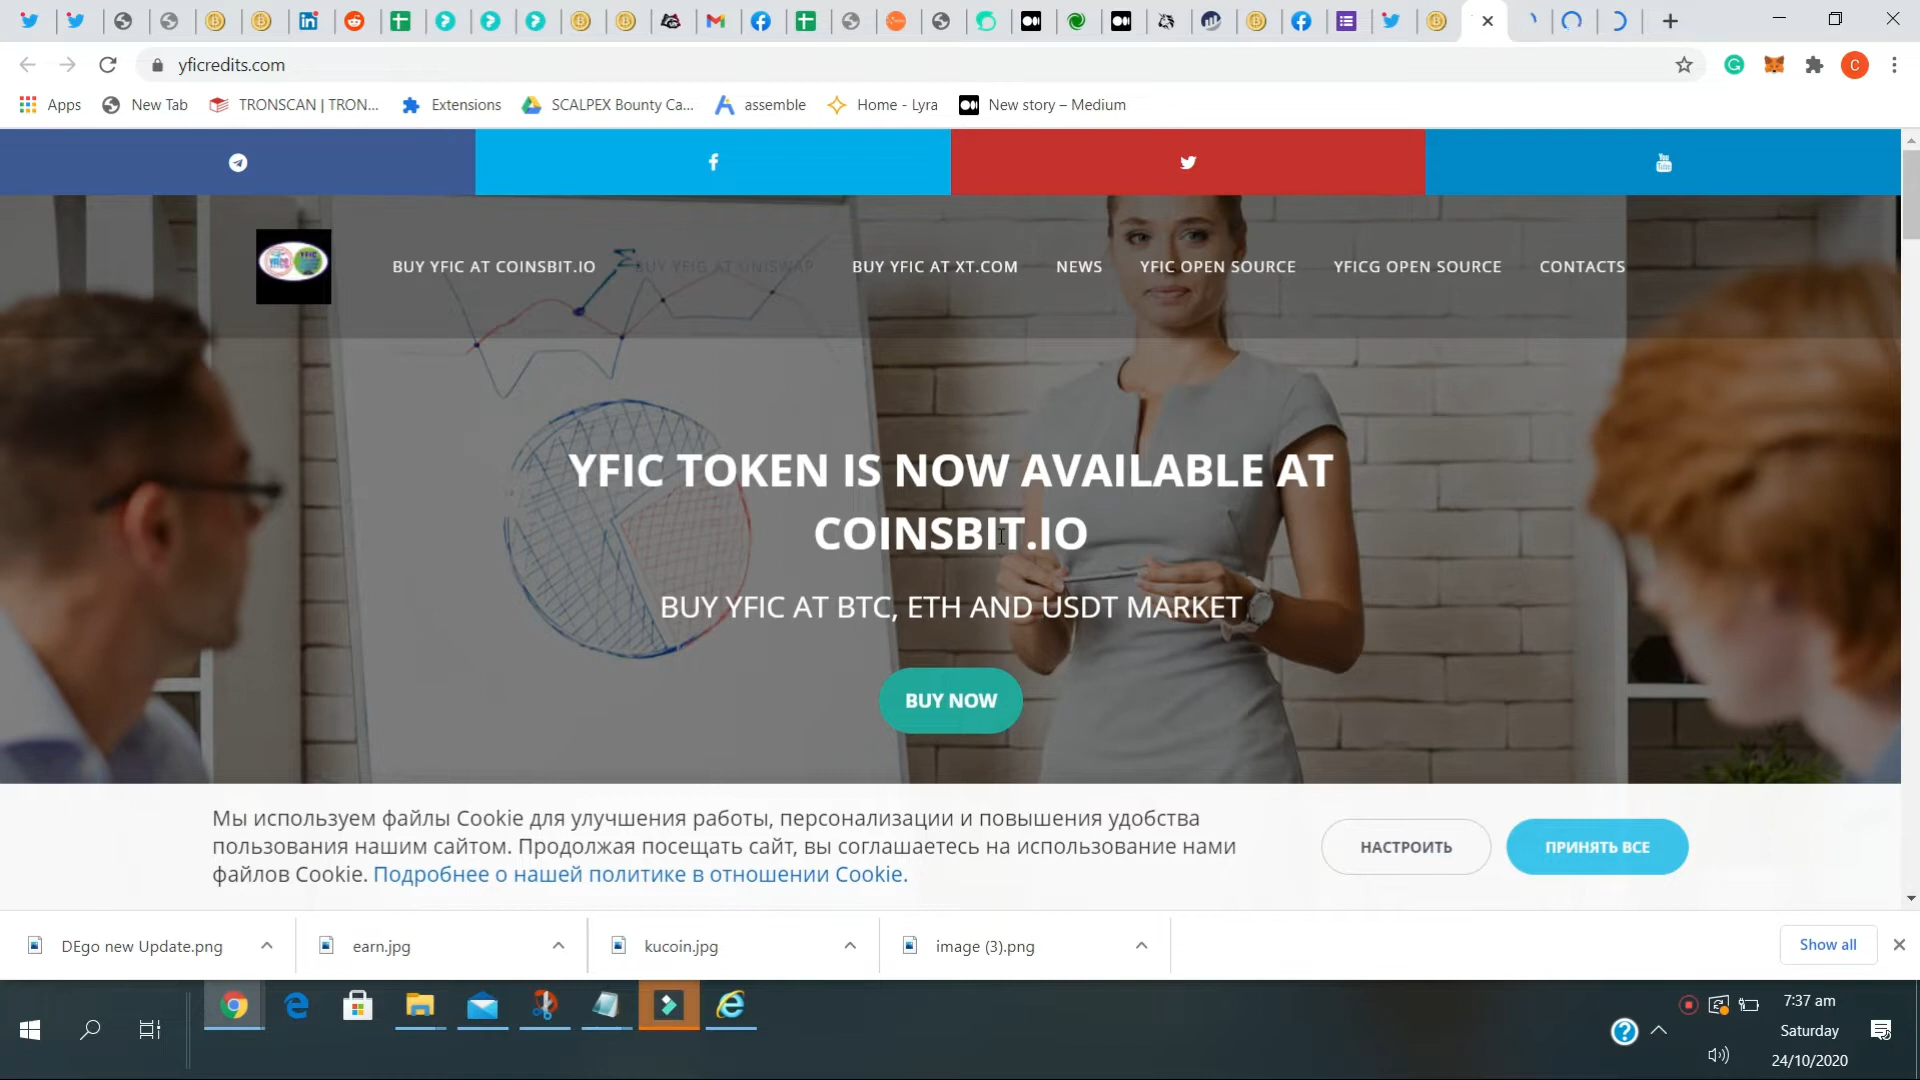 yficredits.com
Apps
New Tab
TRONSCAN | TRON...
Extensions
SCALPEX Bounty Ca...
assemble
Home - Lyra
New story – Medium
C
BUY YFIC AT COINSBIT.IO
BUY YFIG AT UNISWAP
BUY YFIC AT XT.COM
NEWS
YFIC OPEN SOURCE
YFICG OPEN SOURCE
CONTACTS
YFIC TOKEN IS NOW AVAILABLE AT
COINSBIT.IO
BUY YFIC AT BTC, ETH AND USDT MARKET
BUY NOW
Мы используем файлы Cookie для улучшения работы, персонализации и повышения удобства
пользования нашим сайтом. Продолжая посещать сайт, вы соглашаетесь на использование нами
файлов Cookie. Подробнее о нашей политике в отношении Cookie.
НАСТРОИТЬ
ПРИНЯТЬ ВСЕ
DEgo new Update.png
earn.jpg
kucoin.jpg
image (3).png
Show all
7:37 am
Saturday
24/10/2020